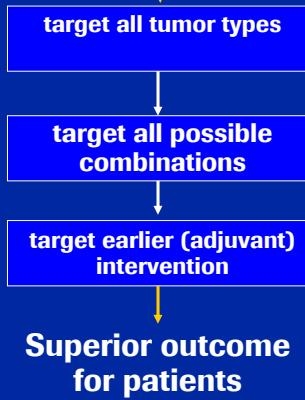 target all tumor types
target all possible
combinations
target earlier (adjuvant)
intervention
Superior outcome
for patients